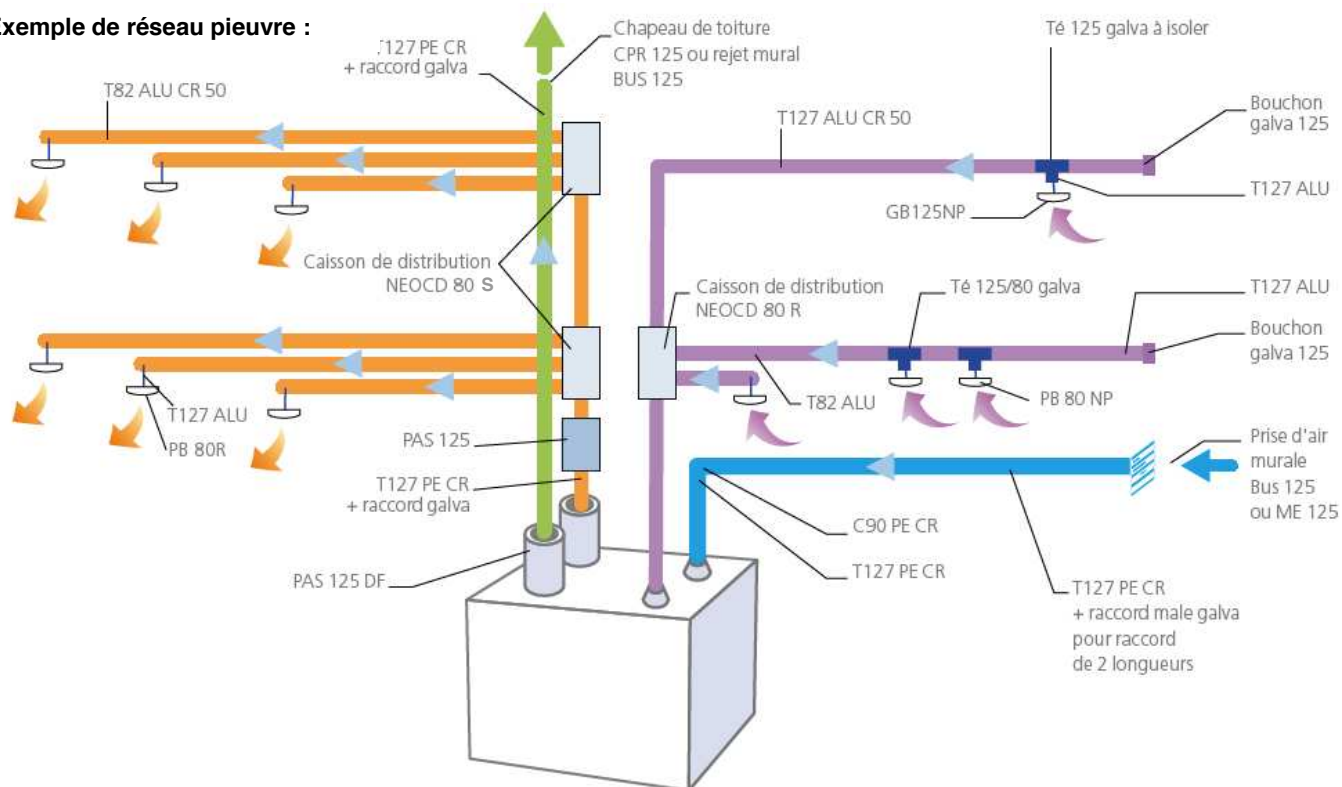 Exemple de réseau pieuvre :
T127 PE CR
+ raccord galva
Chapeau de toiture
CPR 125 ou rejet mural
BUS 125
Té 125 galva à isoler
T82 ALU CR 50
T127 ALU CR 50
Bouchon
galva 125
T127 ALU
GB125NP
Caisson de distribution
NEOCD 80 S
Caisson de distribution
NEOCD 80 R
Té 125/80 galva
T127 ALU
Bouchon
galva 125
T127 ALU
PB 80R
T82 ALU
PB 80 NP
PAS 125
Prise d'air
murale
Bus 125
ou ME 125
T127 PE CR
+ raccord galva
C90 PE CR
T127 PE CR
PAS 125 DF
T127 PE CR
+ raccord male galva
pour raccord
de 2 longueurs